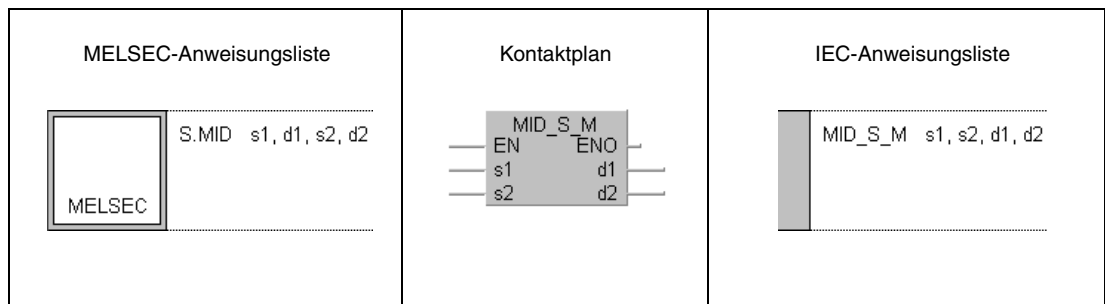 MELSEC-Anweisungsliste
Kontaktplan
IEC-Anweisungsliste
MELSEC
S.MID s1, d1, s2, d2
MID_S_M
EN ENO
s1 d1
s2 d2
MID_S_M s1, s2, d1, d2